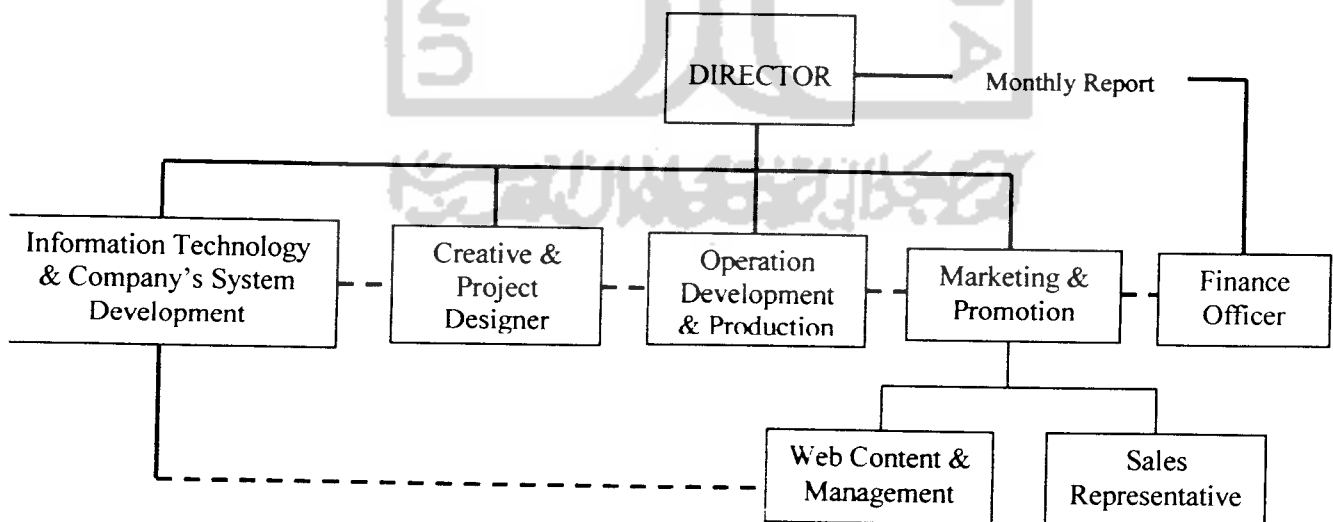 DIRECTOR
Monthly Report
Information Technology
& Company's System
Development
Creative &
Project
Designer
Operation
Development
& Production
Marketing &
Promotion
Finance
Officer
Web Content &
Management
Sales
Representative